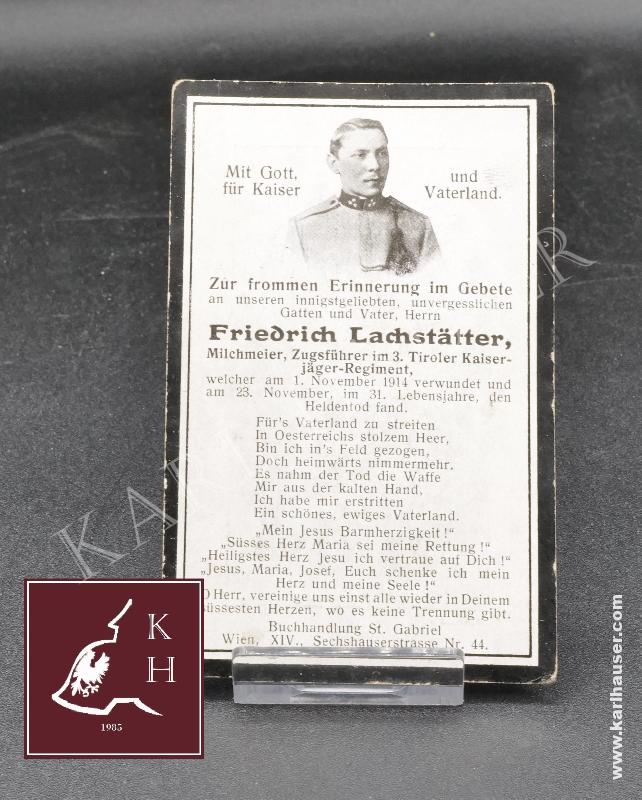 Mit Gott, und
für Kaiser Vaterland.
Zur frommen Erinnerung im Gebete
an unseren innigstgeliebten, unvergesslichen
Gatten und Vater, Herrn
Friedrich Lachstätter,
Milchmeier, Zugsführer im 3. Tiroler Kaiser-
jäger-Regiment,
welcher am 1. November 1914 verwundet und
am 23. November, im 31. Lebensjahre, den
Heldentod fand.
Für's Vaterland zu streiten
In Oesterreichs stolzem Heer,
Bin ich in's Feld gezogen,
Doch heimwärts nimmermehr.
Es nahm der Tod die Waffe
Mir aus der kalten Hand,
Ich habe mir erstritten
Ein schönes, ewiges Vaterland.
„Mein Jesus Barmherzigkeit!"
„Süsses Herz Maria sei meine Rettung!"
„Heiligstes Herz Jesu ich vertraue auf Dich!"
„Jesus, Maria, Josef, Euch schenke ich mein
Herz und meine Seele!"
O Herr, vereinige uns einst alle wieder in Deinem
süssesten Herzen, wo es keine Trennung gibt.
Buchhandlung St. Gabriel
Wien, XIV., Sechshauserstrasse Nr. 44.
K
H
1985
www.karlhauser.com